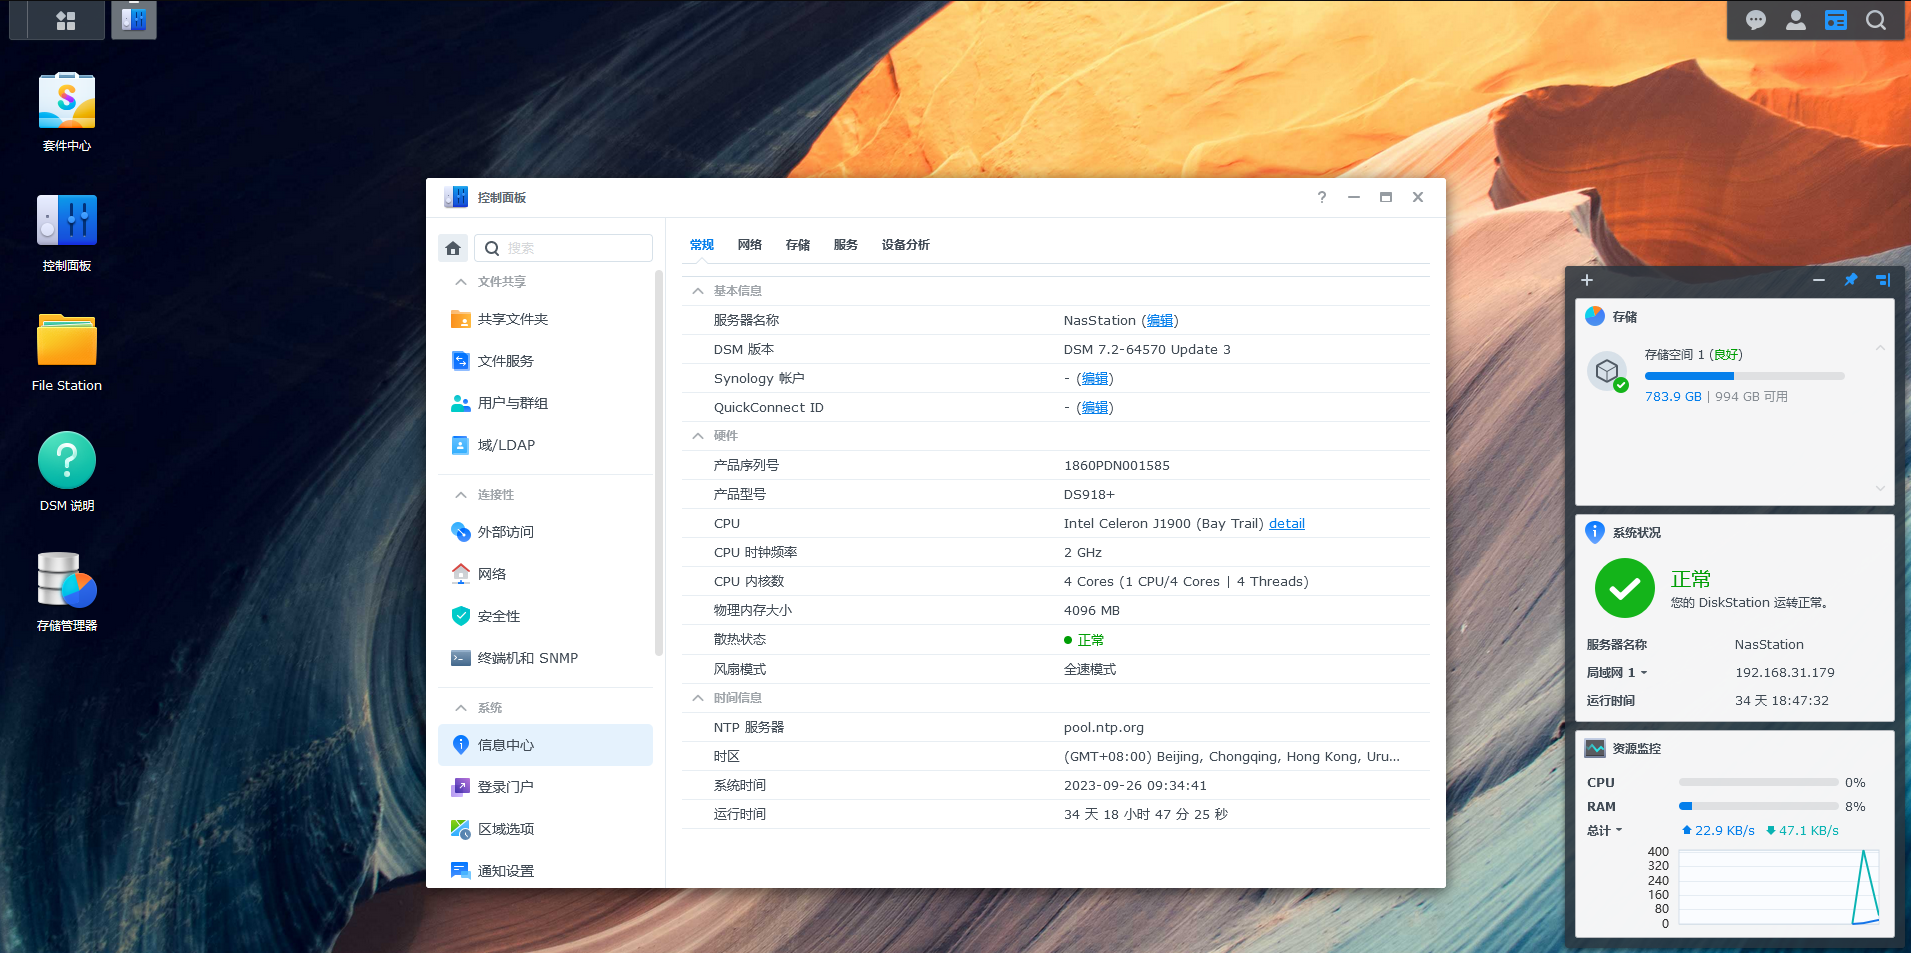 套件中心
控制面板
File Station
DSM 说明
存储管理器
控制面板
搜索
文件共享
共享文件夹
文件服务
用户与群组
域/LDAP
连接性
外部访问
网络
安全性
终端机和 SNMP
系统
信息中心
登录门户
区域选项
通知设置
常规 网络 存储 服务 设备分析
基本信息
服务器名称 NasStation (编辑)
DSM 版本 DSM 7.2-64570 Update 3
Synology 帐户 - (编辑)
QuickConnect ID - (编辑)
硬件
产品序列号 1860PDN001585
产品型号 DS918+
CPU Intel Celeron J1900 (Bay Trail) detail
CPU 时钟频率 2 GHz
CPU 内核数 4 Cores (1 CPU/4 Cores | 4 Threads)
物理内存大小 4096 MB
散热状态 正常
风扇模式 全速模式
时间信息
NTP 服务器 pool.ntp.org
时区 (GMT+08:00) Beijing, Chongqing, Hong Kong, Uru...
系统时间 2023-09-26 09:34:41
运行时间 34 天 18 小时 47 分 25 秒
存储
存储空间 1 (良好)
783.9 GB | 994 GB 可用
系统状况
正常
您的 DiskStation 运转正常。
服务器名称 NasStation
局域网 1 192.168.31.179
运行时间 34 天 18:47:32
资源监控
CPU 0%
RAM 8%
总计 22.9 KB/s 47.1 KB/s
400
320
240
160
80
0